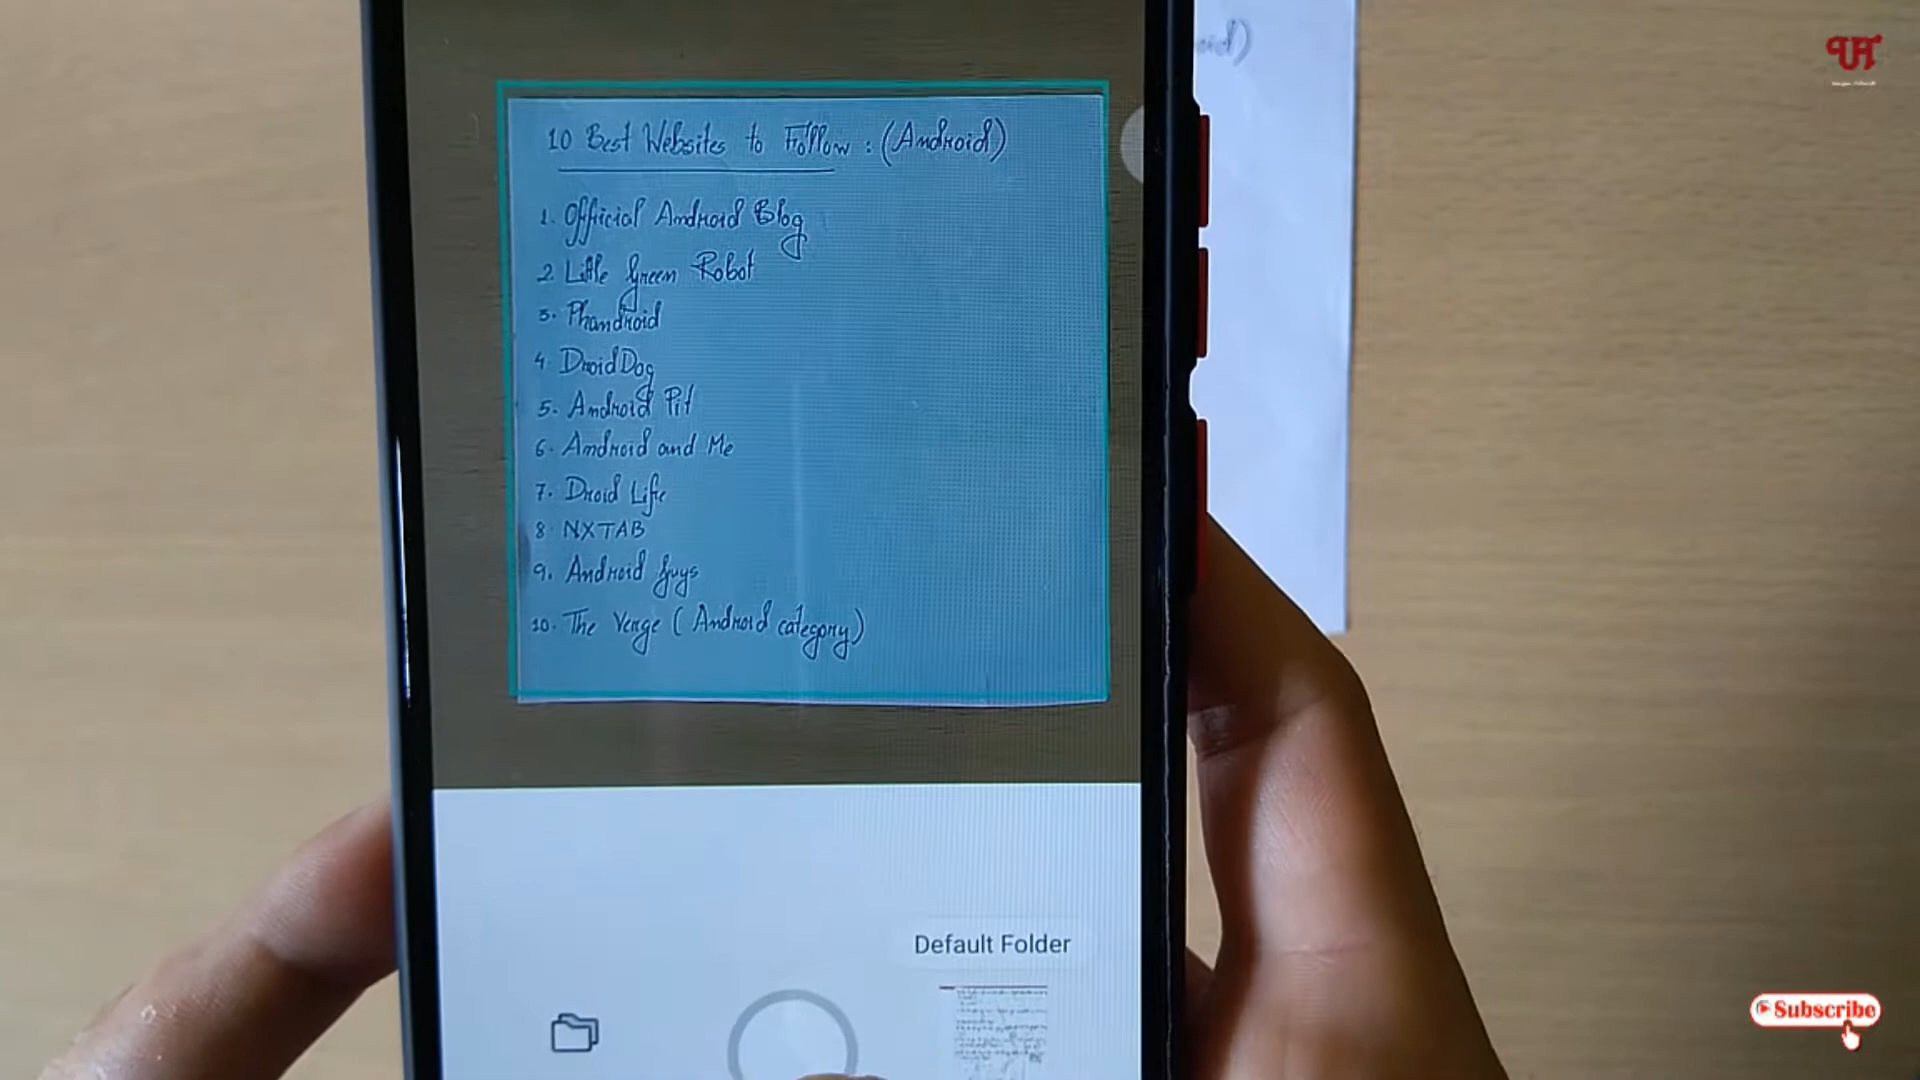 oid)
UA
10 Best Websites to Follow : (Android)
1. Official Android Blog
2. Little Green Robot
3. Phandroid
4. DroidDog
5. Android Pit
6. Android and Me
7. Droid Life
8. NXTAB
9. Android Guys
10. The Verge (Android category)
Default Folder
Subscribe